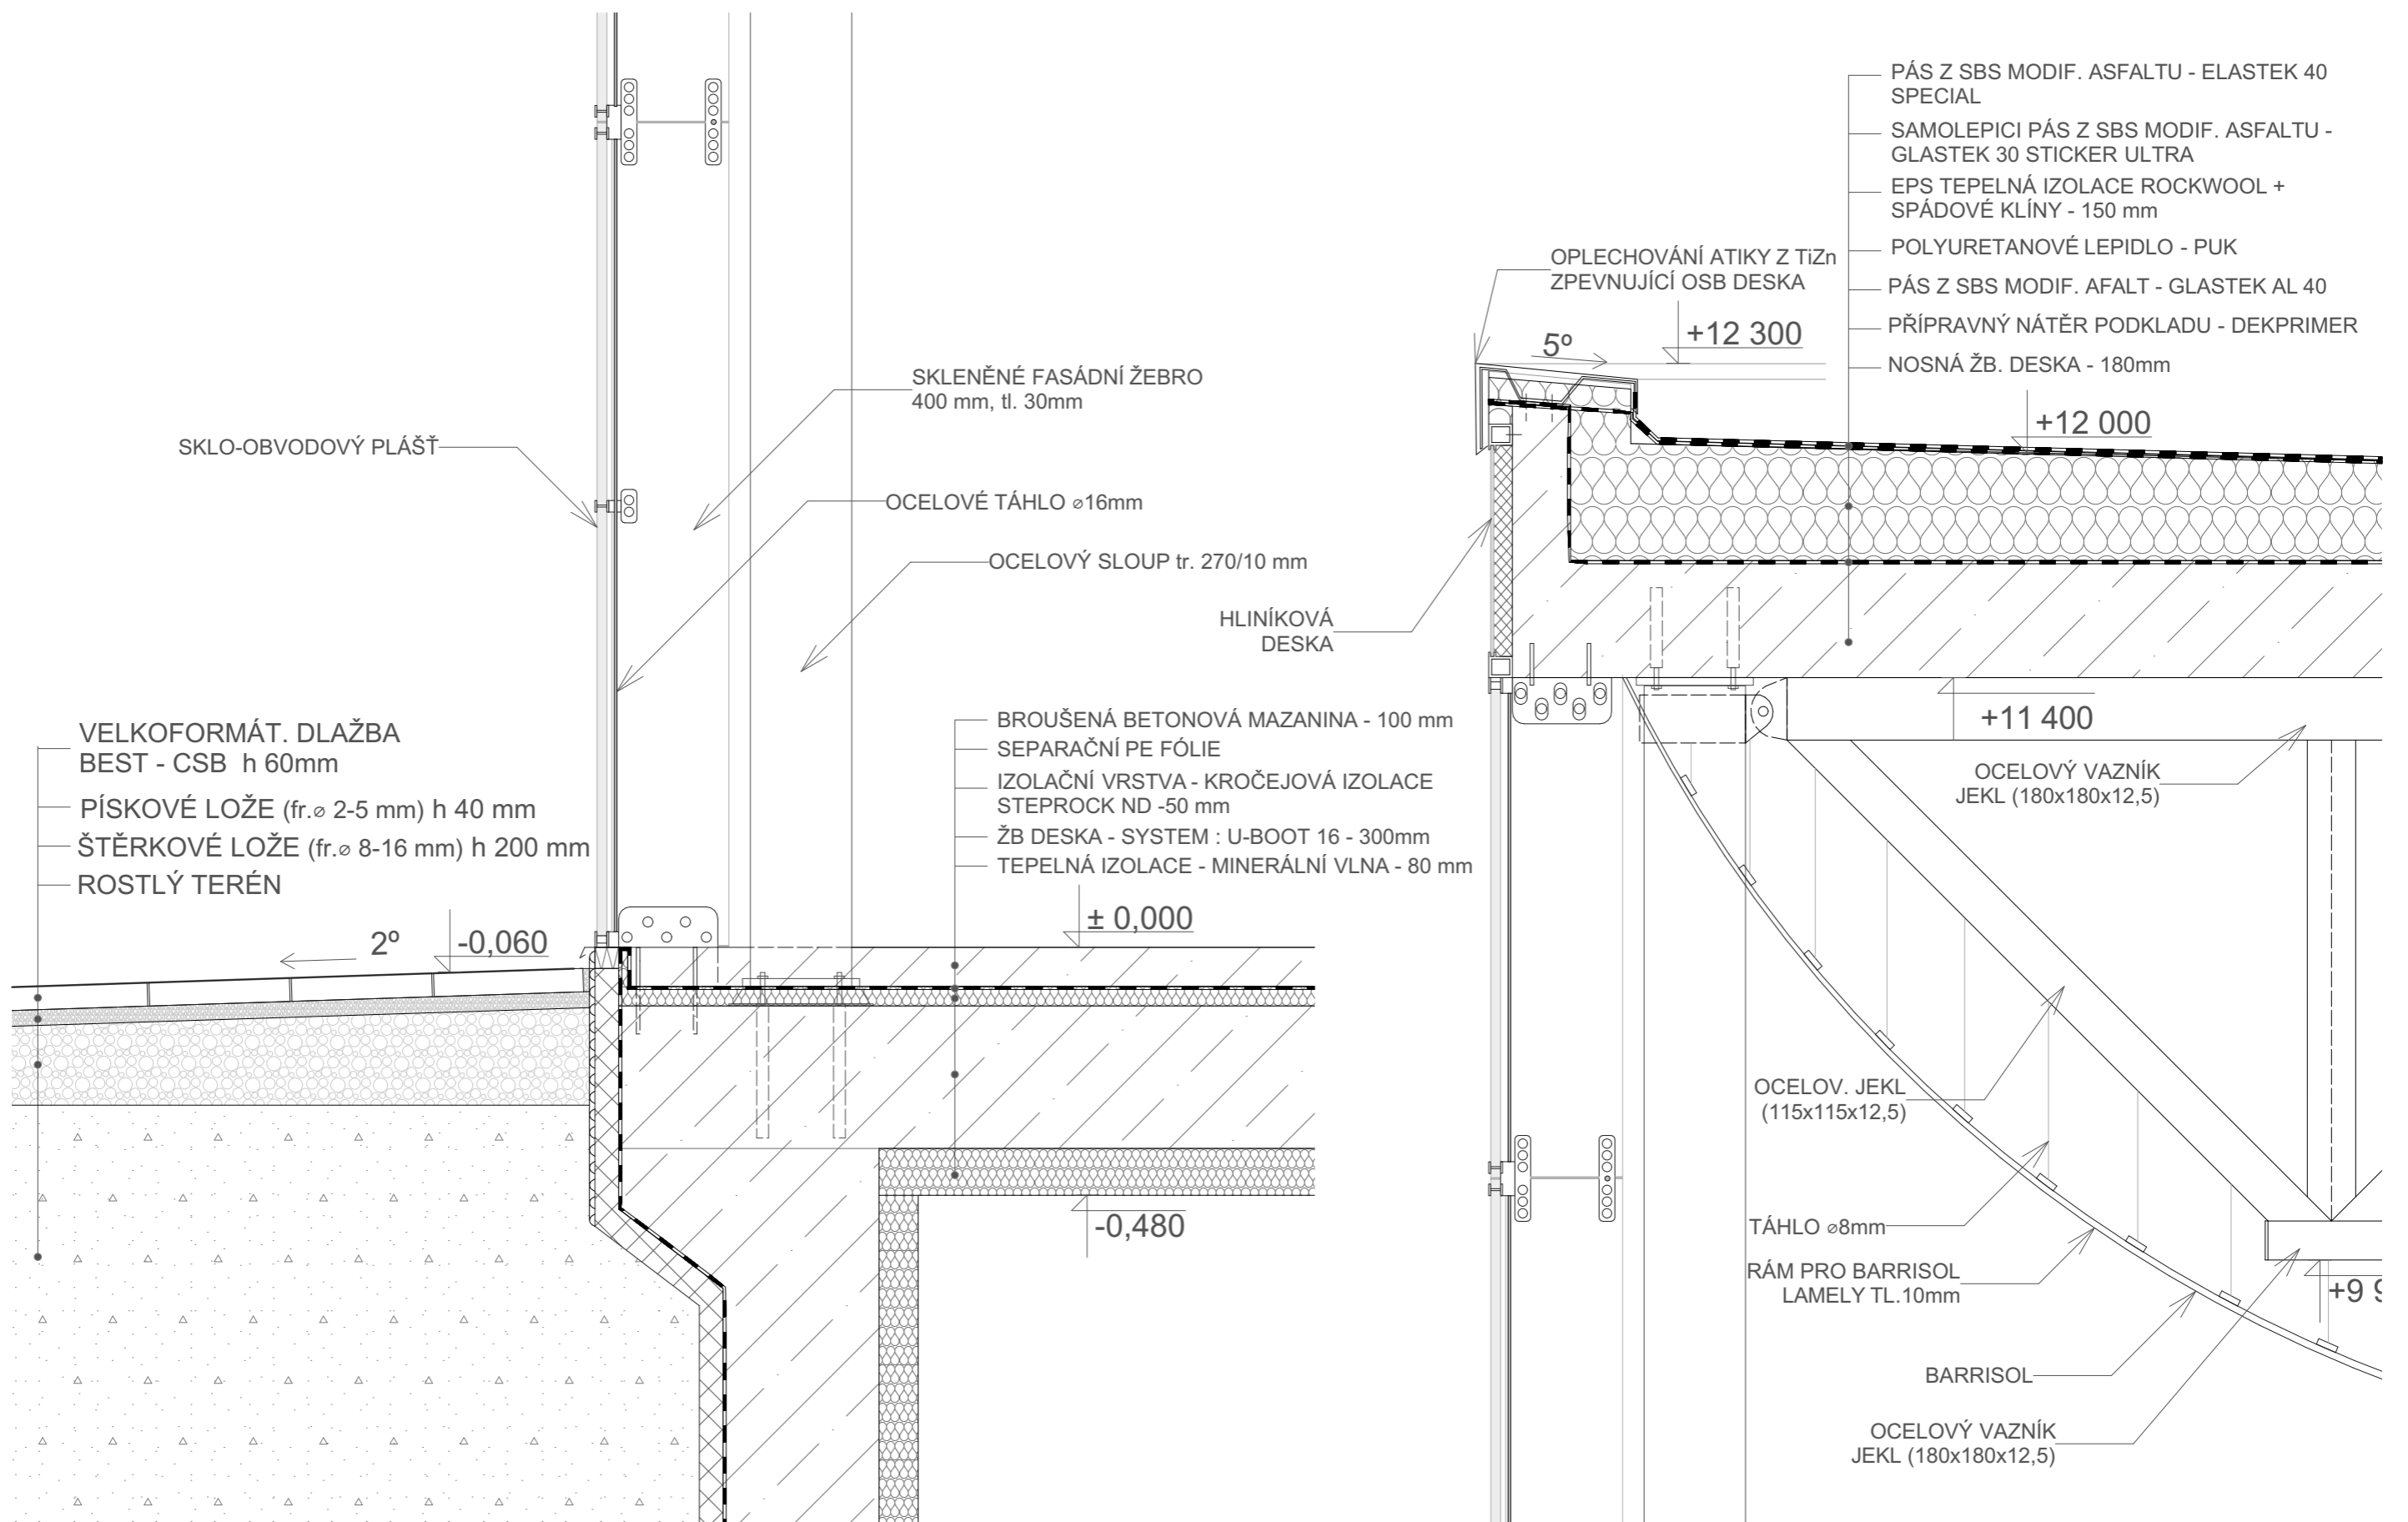 SKLENĚNÉ FASÁDNÍ ŽEBRO
400 mm, tl. 30mm
SKLO-OBVODOVÝ PLÁŠŤ
OCELOVÉ TÁHLO ⌀16mm
OCELOVÝ SLOUP tr. 270/10 mm
VELKOFORMÁT. DLAŽBA
BEST - CSB h 60mm
PÍSKOVÉ LOŽE (fr.⌀ 2-5 mm) h 40 mm
ŠTĚRKOVÉ LOŽE (fr.⌀ 8-16 mm) h 200 mm
ROSTLÝ TERÉN
2º
-0,060
BROUŠENÁ BETONOVÁ MAZANINA - 100 mm
SEPARAČNÍ PE FÓLIE
IZOLAČNÍ VRSTVA - KROČEJOVÁ IZOLACE
STEPROCK ND -50 mm
ŽB DESKA - SYSTEM : U-BOOT 16 - 300mm
TEPELNÁ IZOLACE - MINERÁLNÍ VLNA - 80 mm
± 0,000
-0,480
PÁS Z SBS MODIF. ASFALTU - ELASTEK 40
SPECIAL
SAMOLEPICI PÁS Z SBS MODIF. ASFALTU -
GLASTEK 30 STICKER ULTRA
EPS TEPELNÁ IZOLACE ROCKWOOL +
SPÁDOVÉ KLÍNY - 150 mm
POLYURETANOVÉ LEPIDLO - PUK
PÁS Z SBS MODIF. AFALT - GLASTEK AL 40
PŘÍPRAVNÝ NÁTĚR PODKLADU - DEKPRIMER
NOSNÁ ŽB. DESKA - 180mm
OPLECHOVÁNÍ ATIKY Z TiZn
ZPEVNUJÍCÍ OSB DESKA
5º
+12 300
+12 000
HLINÍKOVÁ
DESKA
+11 400
OCELOVÝ VAZNÍK
JEKL (180x180x12,5)
OCELOV. JEKL
(115x115x12,5)
TÁHLO ⌀8mm
RÁM PRO BARRISOL
LAMELY TL.10mm
+9
BARRISOL
OCELOVÝ VAZNÍK
JEKL (180x180x12,5)